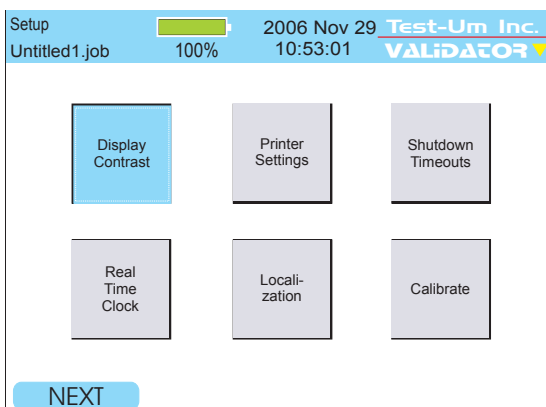 Setup 2006 Nov 29 Test-Um Inc.
Untitled1.job 100% 10:53:01 VALIDATOR
Display Contrast
Printer Settings
Shutdown Timeouts
Real Time Clock
Locali-zation
Calibrate
NEXT